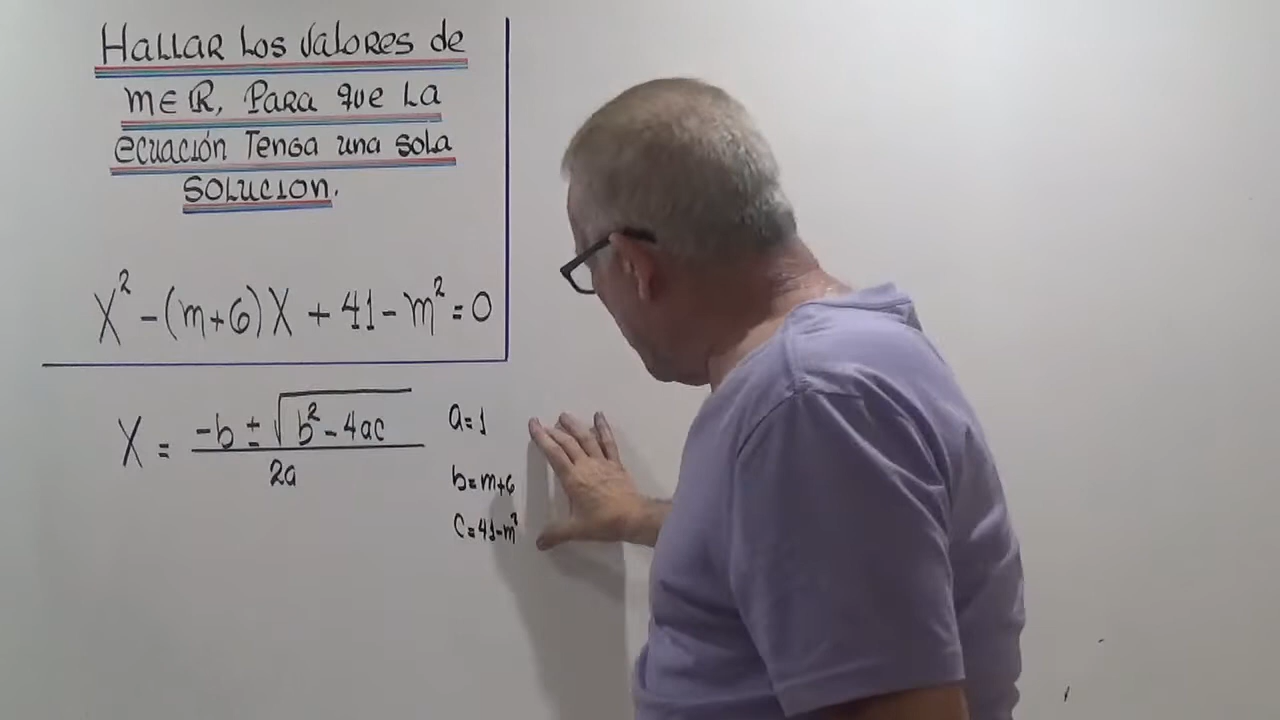 Hallar los valores de
m∈ℝ, para que la
ecuación tenga una sola
solucion.
X² - (m+6)X + 41 - m² = 0
X = (-b ± √(b² - 4ac)) / 2a
a = 1
b = m+6
c = 41-m²